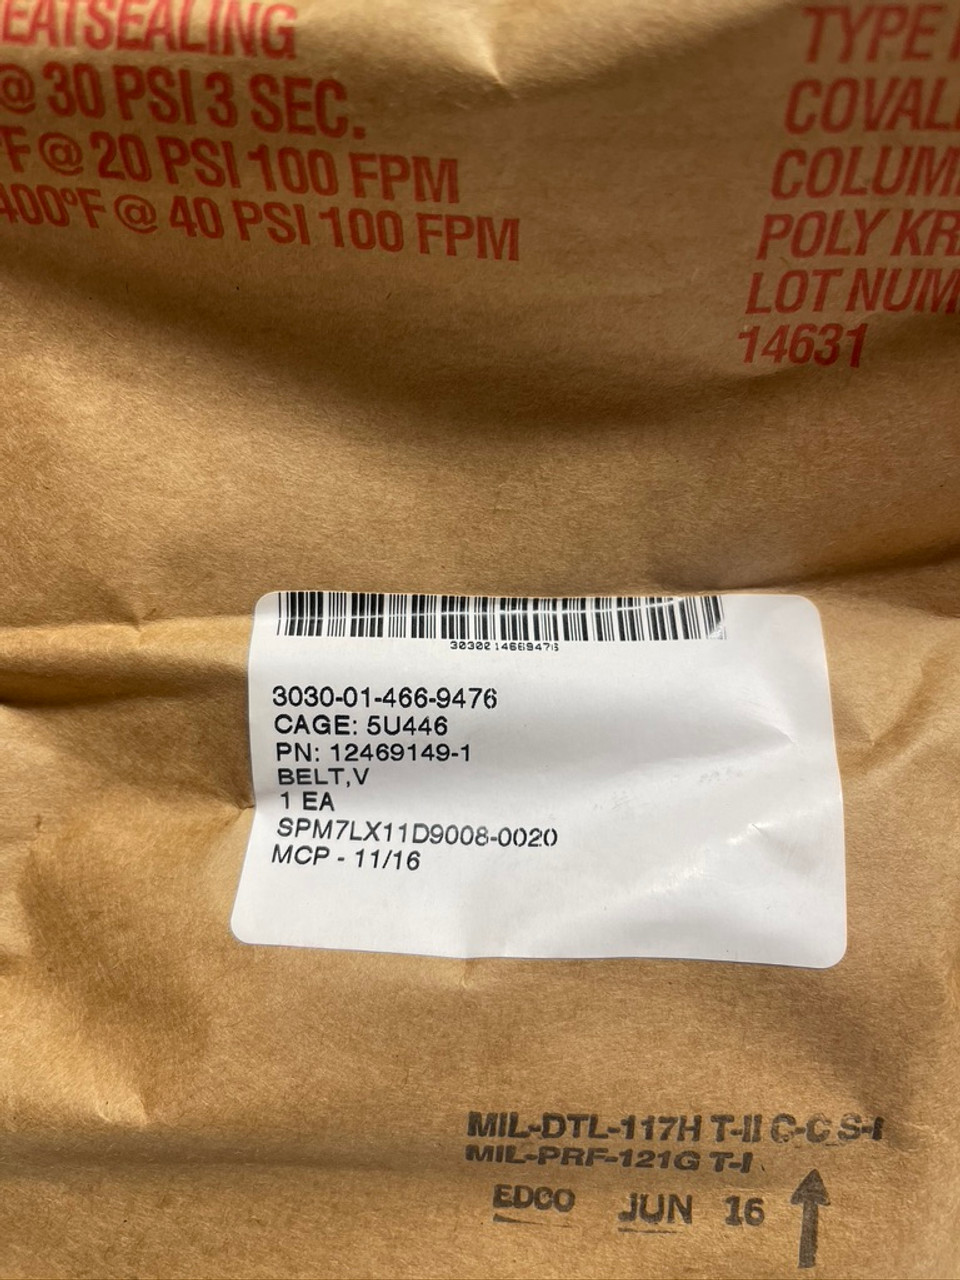 EATSEALING
@ 30 PSI 3 SEC.
°F @ 20 PSI 100 FPM
400°F @ 40 PSI 100 FPM
TYPE
COVAL
COLUM
POLY KR
LOT NUM
14631
3030-01-466-9476
CAGE: 5U446
PN: 12469149-1
BELT,V
1 EA
SPM7LX11D9008-0020
MCP - 11/16
MIL-DTL-117H T-II C-C S-I
MIL-PRF-121G T-I
EDCO JUN 16